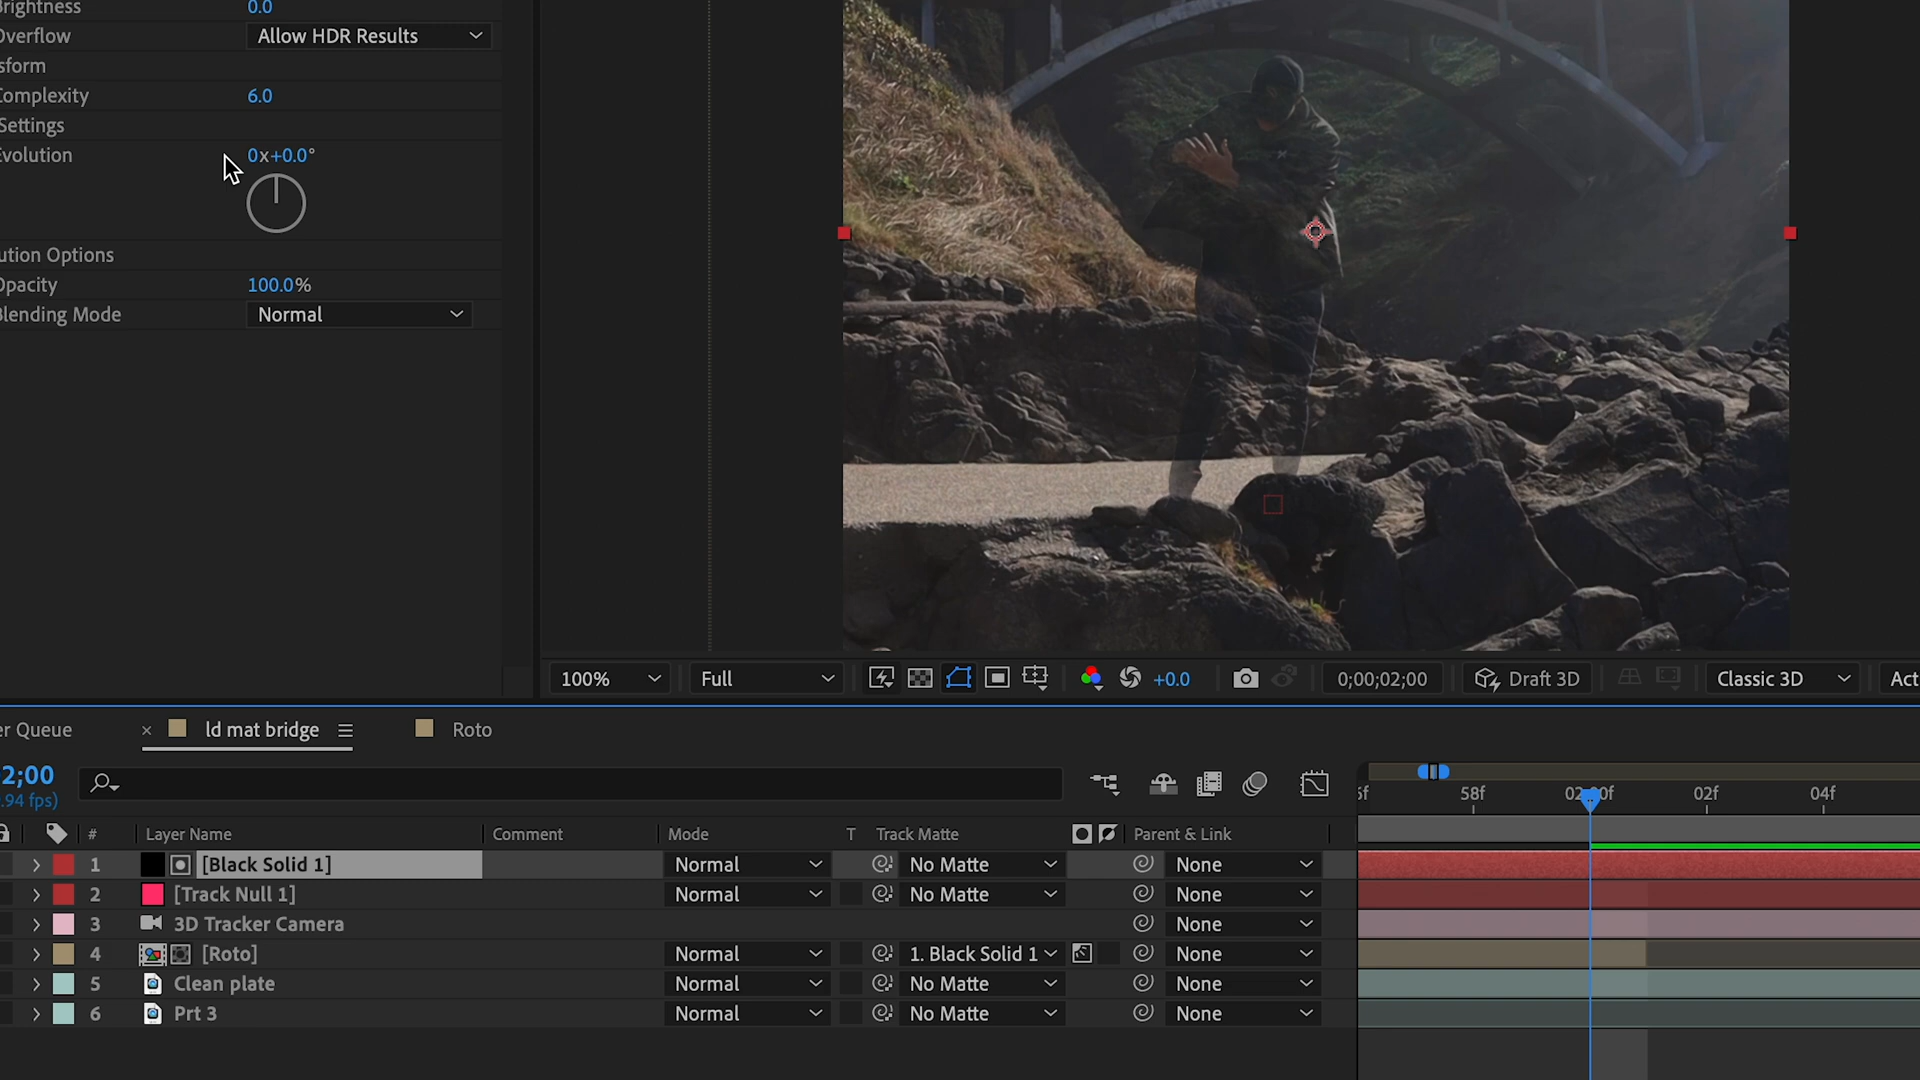 Brightness 0.0
Overflow Allow HDR Results
sform
Complexity 6.0
Settings
Evolution 0x+0.0°
ution Options
Opacity 100.0%
Blending Mode Normal
100% Full +0.0 0;00;02;00 Draft 3D Classic 3D Act
er Queue × ld mat bridge Roto
2;00
.94 fps)
58f 02:00f 02f 04f
# Layer Name Comment Mode T Track Matte Parent & Link
1 [Black Solid 1] Normal No Matte None
2 [Track Null 1] Normal No Matte None
3 3D Tracker Camera None
4 [Roto] Normal 1. Black Solid 1 None
5 Clean plate Normal No Matte None
6 Prt 3 Normal No Matte None